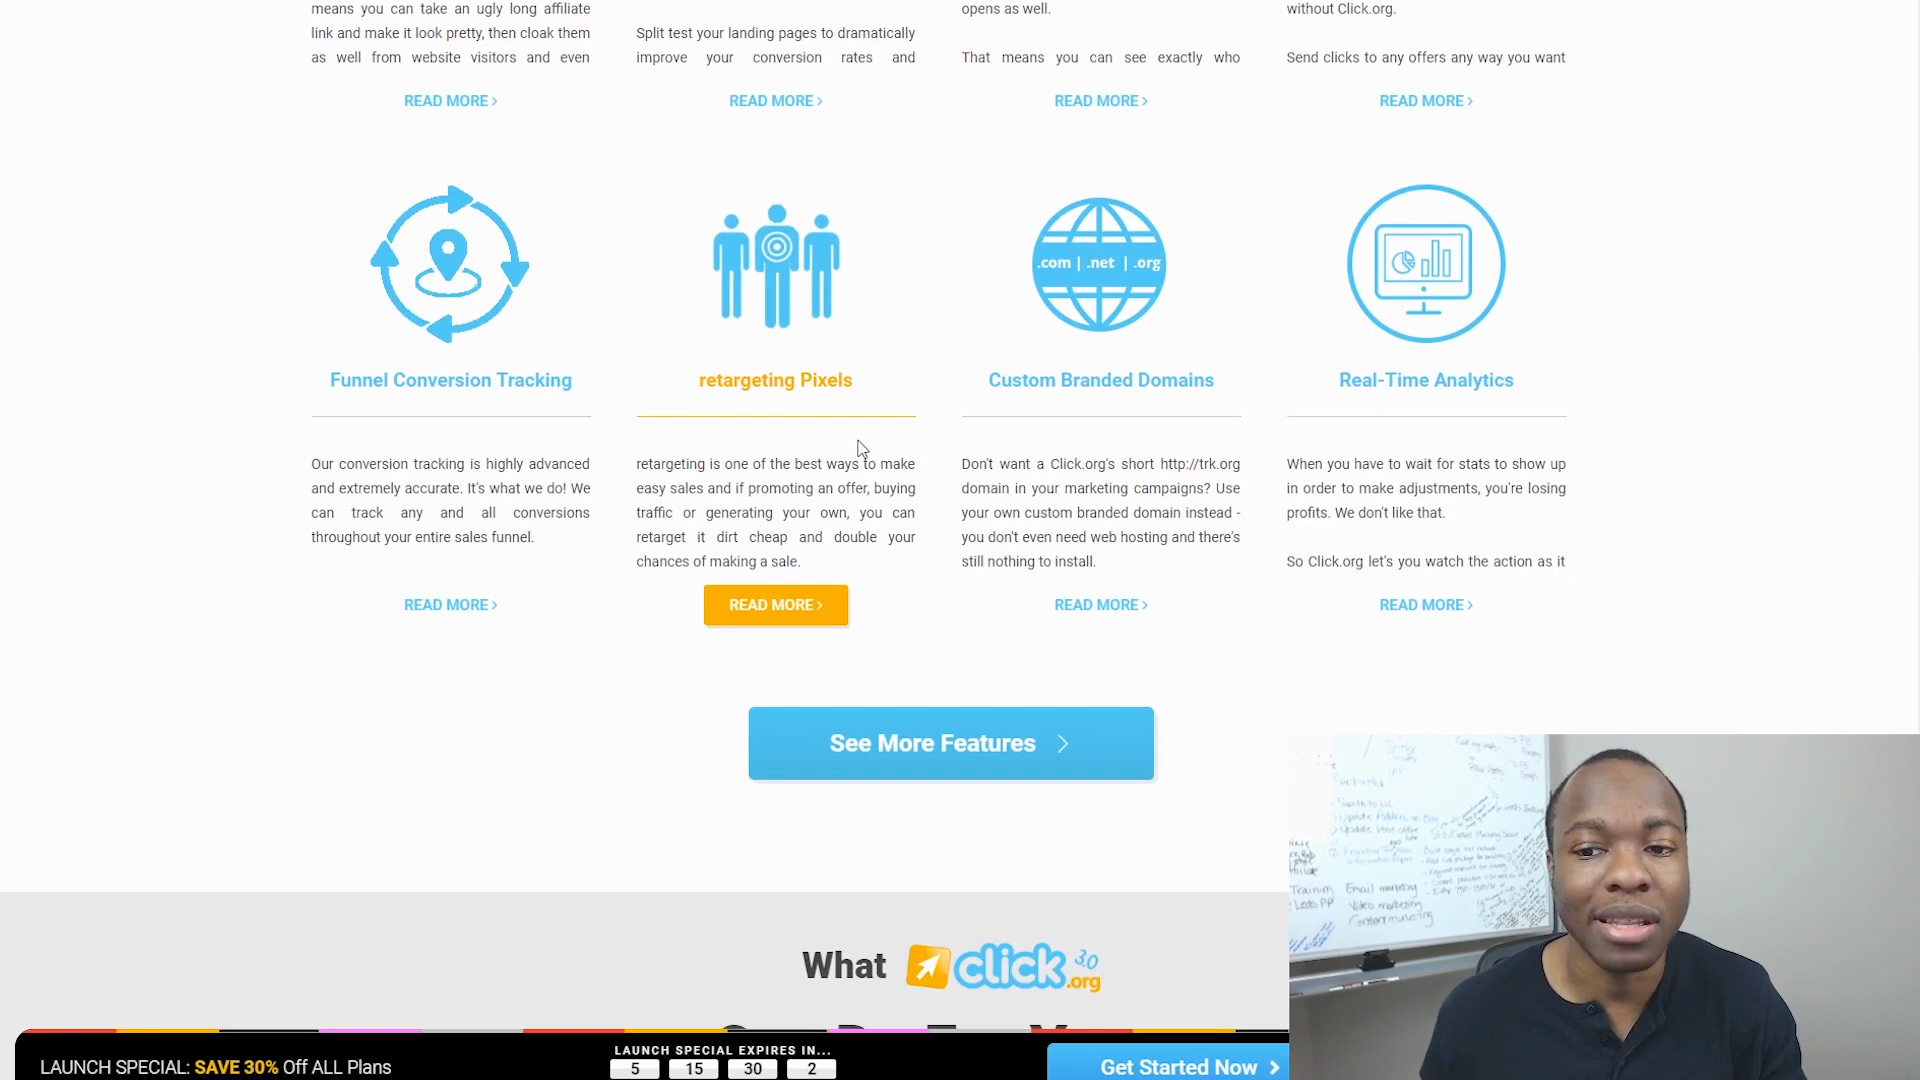 means you can take an ugly long affiliate
link and make it look pretty, then cloak them
as well from website visitors and even
READ MORE >
Split test your landing pages to dramatically
improve your conversion rates and
READ MORE >
opens as well.
That means you can see exactly who
READ MORE >
without Click.org.
Send clicks to any offers any way you want
READ MORE >
Funnel Conversion Tracking
Our conversion tracking is highly advanced
and extremely accurate. It's what we do! We
can track any and all conversions
throughout your entire sales funnel.
READ MORE >
retargeting Pixels
retargeting is one of the best ways to make
easy sales and if promoting an offer, buying
traffic or generating your own, you can
retarget it dirt cheap and double your
chances of making a sale.
READ MORE >
.com | .net | .org
Custom Branded Domains
Don't want a Click.org's short http://trk.org
domain in your marketing campaigns? Use
your own custom branded domain instead -
you don't even need web hosting and there's
still nothing to install.
READ MORE >
Real-Time Analytics
When you have to wait for stats to show up
in order to make adjustments, you're losing
profits. We don't like that.
So Click.org let's you watch the action as it
READ MORE >
See More Features >
What click.org 3.0
LAUNCH SPECIAL: SAVE 30% Off ALL Plans
LAUNCH SPECIAL EXPIRES IN...
5 15 30 2
Get Started Now >
Training
Email marketing
Video marketing
Content marketing